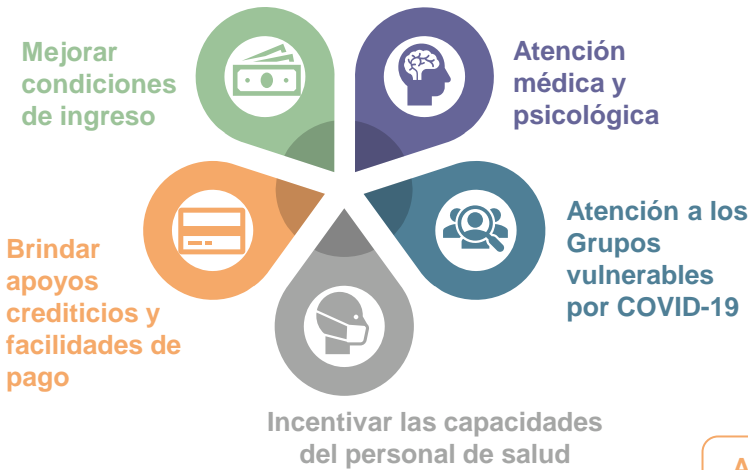 Mejorar
condiciones
de ingreso
Atención
médica y
psicológica
Brindar
apoyos
crediticios y
facilidades de
pago
Atención a los
Grupos
vulnerables
por COVID-19
Incentivar las capacidades
del personal de salud